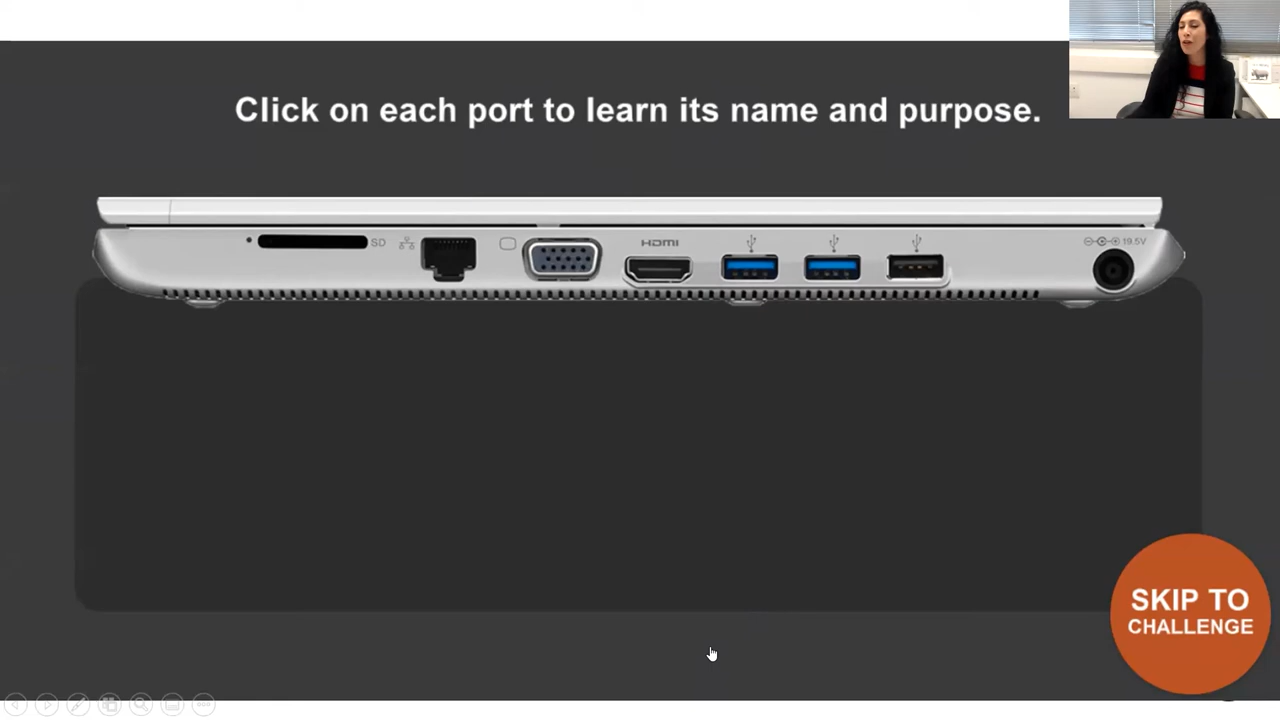 Click on each port to learn its name and purpose.
SD
HDMI
19.5V
SKIP TO
CHALLENGE